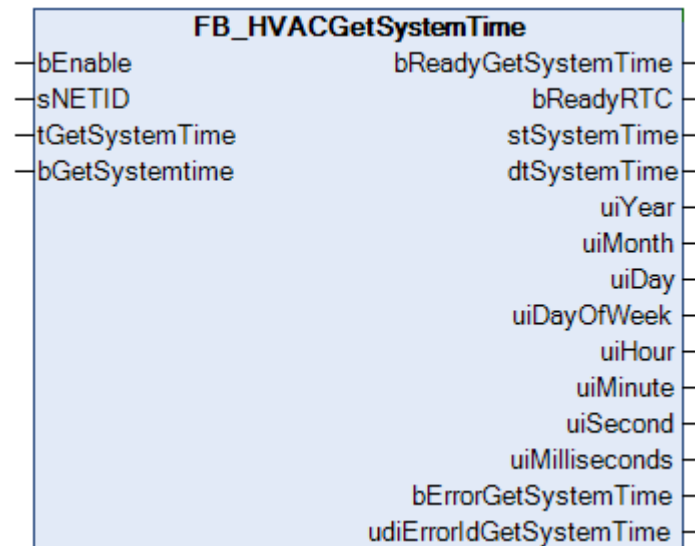 FB_HVACGetSystemTime
bEnable bReadyGetSystemTime
sNETID bReadyRTC
tGetSystemTime stSystemTime
bGetSystemtime dtSystemTime
uiYear
uiMonth
uiDay
uiDayOfWeek
uiHour
uiMinute
uiSecond
uiMilliseconds
bErrorGetSystemTime
udiErrorIdGetSystemTime